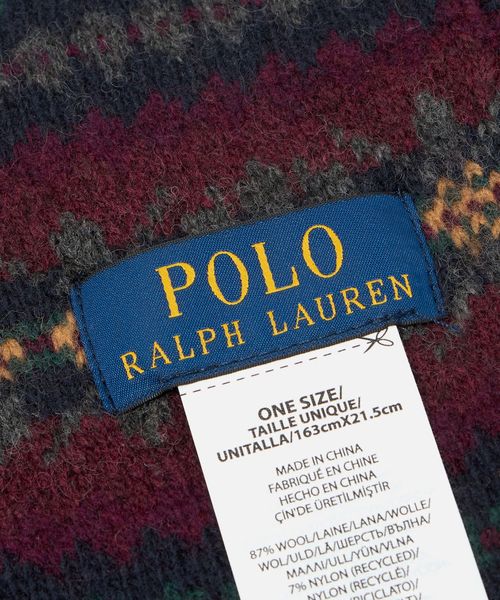 POLO
RALPH LAUREN
ONE SIZE/
TAILLE UNIQUE/
UNITALLA/163cmX21.5cm
MADE IN CHINA
FABRIQUÉ EN CHINE
HECHO EN CHINA
ÇİN'DE ÜRETİLMİŞTİR
87% WOOL/LAINE/LANA/WOLLE/
WOL/ULD/ШЕРСТЬ/ВЪЛНА/
ΜΑΛΛΙ/ULL/YÜN/VLNA
7% NYLON (RECYCLED)/
NYLON (RECYCLÉ)/